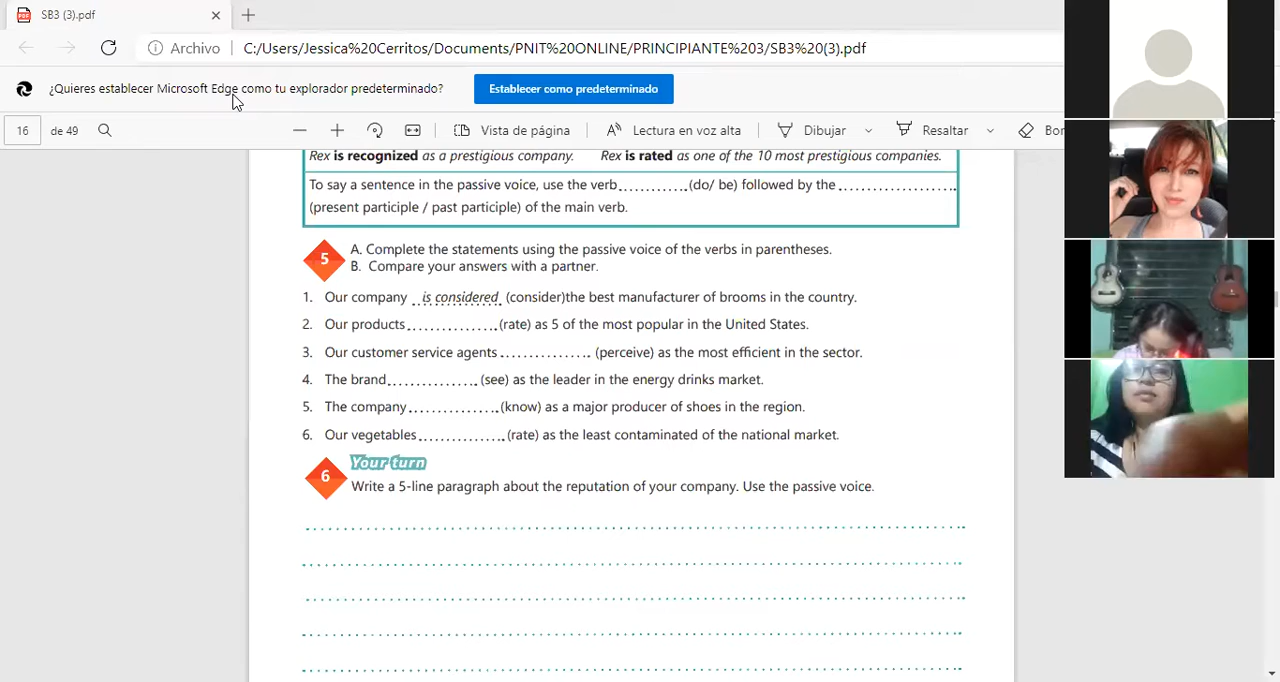 SB3 (3).pdf
Archivo C:/Users/Jessica%20Cerritos/Documents/PNIT%20ONLINE/PRINCIPIANTE%203/SB3%20(3).pdf
¿Quieres establecer Microsoft Edge como tu explorador predeterminado? Establecer como predeterminado
16 de 49 Vista de página Lectura en voz alta Dibujar Resaltar
Rex is recognized as a prestigious company. Rex is rated as one of the 10 most prestigious companies.
To say a sentence in the passive voice, use the verb............(do/ be) followed by the ....................
(present participle / past participle) of the main verb.
5 A. Complete the statements using the passive voice of the verbs in parentheses.
B. Compare your answers with a partner.
1. Our company ..is considered.. (consider)the best manufacturer of brooms in the country.
2. Our products...............(rate) as 5 of the most popular in the United States.
3. Our customer service agents ............... (perceive) as the most efficient in the sector.
4. The brand............... (see) as the leader in the energy drinks market.
5. The company...............(know) as a major producer of shoes in the region.
6. Our vegetables...............(rate) as the least contaminated of the national market.
Your turn
6 Write a 5-line paragraph about the reputation of your company. Use the passive voice.